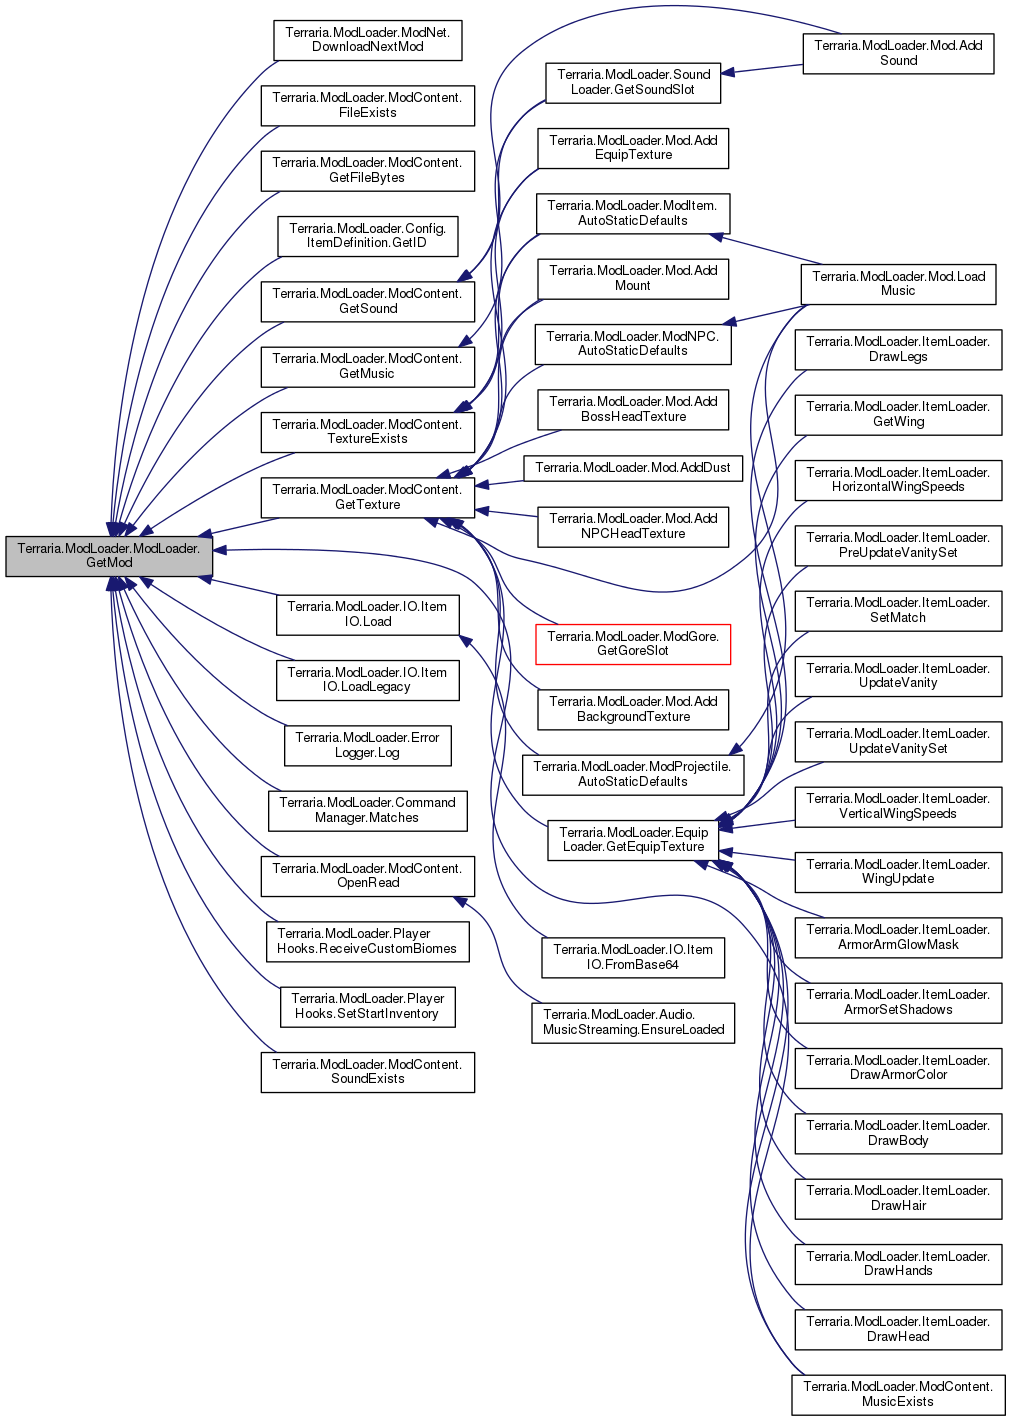 Terraria.ModLoader.ModLoader.
GetMod
Terraria.ModLoader.ModNet.
DownloadNextMod
Terraria.ModLoader.ModContent.
FileExists
Terraria.ModLoader.ModContent.
GetFileBytes
Terraria.ModLoader.Config.
ItemDefinition.GetID
Terraria.ModLoader.ModContent.
GetSound
Terraria.ModLoader.ModContent.
GetMusic
Terraria.ModLoader.ModContent.
TextureExists
Terraria.ModLoader.ModContent.
GetTexture
Terraria.ModLoader.IO.Item
IO.Load
Terraria.ModLoader.IO.Item
IO.LoadLegacy
Terraria.ModLoader.Error
Logger.Log
Terraria.ModLoader.Command
Manager.Matches
Terraria.ModLoader.ModContent.
OpenRead
Terraria.ModLoader.Player
Hooks.ReceiveCustomBiomes
Terraria.ModLoader.Player
Hooks.SetStartInventory
Terraria.ModLoader.ModContent.
SoundExists
Terraria.ModLoader.Sound
Loader.GetSoundSlot
Terraria.ModLoader.Mod.Add
EquipTexture
Terraria.ModLoader.ModItem.
AutoStaticDefaults
Terraria.ModLoader.Mod.Add
Mount
Terraria.ModLoader.ModNPC.
AutoStaticDefaults
Terraria.ModLoader.Mod.Add
BossHeadTexture
Terraria.ModLoader.Mod.AddDust
Terraria.ModLoader.Mod.Add
NPCHeadTexture
Terraria.ModLoader.ModGore.
GetGoreSlot
Terraria.ModLoader.Mod.Add
BackgroundTexture
Terraria.ModLoader.ModProjectile.
AutoStaticDefaults
Terraria.ModLoader.Equip
Loader.GetEquipTexture
Terraria.ModLoader.IO.Item
IO.FromBase64
Terraria.ModLoader.Audio.
MusicStreaming.EnsureLoaded
Terraria.ModLoader.Mod.Add
Sound
Terraria.ModLoader.Mod.Load
Music
Terraria.ModLoader.ItemLoader.
DrawLegs
Terraria.ModLoader.ItemLoader.
GetWing
Terraria.ModLoader.ItemLoader.
HorizontalWingSpeeds
Terraria.ModLoader.ItemLoader.
PreUpdateVanitySet
Terraria.ModLoader.ItemLoader.
SetMatch
Terraria.ModLoader.ItemLoader.
UpdateVanity
Terraria.ModLoader.ItemLoader.
UpdateVanitySet
Terraria.ModLoader.ItemLoader.
VerticalWingSpeeds
Terraria.ModLoader.ItemLoader.
WingUpdate
Terraria.ModLoader.ItemLoader.
ArmorArmGlowMask
Terraria.ModLoader.ItemLoader.
ArmorSetShadows
Terraria.ModLoader.ItemLoader.
DrawArmorColor
Terraria.ModLoader.ItemLoader.
DrawBody
Terraria.ModLoader.ItemLoader.
DrawHair
Terraria.ModLoader.ItemLoader.
DrawHands
Terraria.ModLoader.ItemLoader.
DrawHead
Terraria.ModLoader.ModContent.
MusicExists